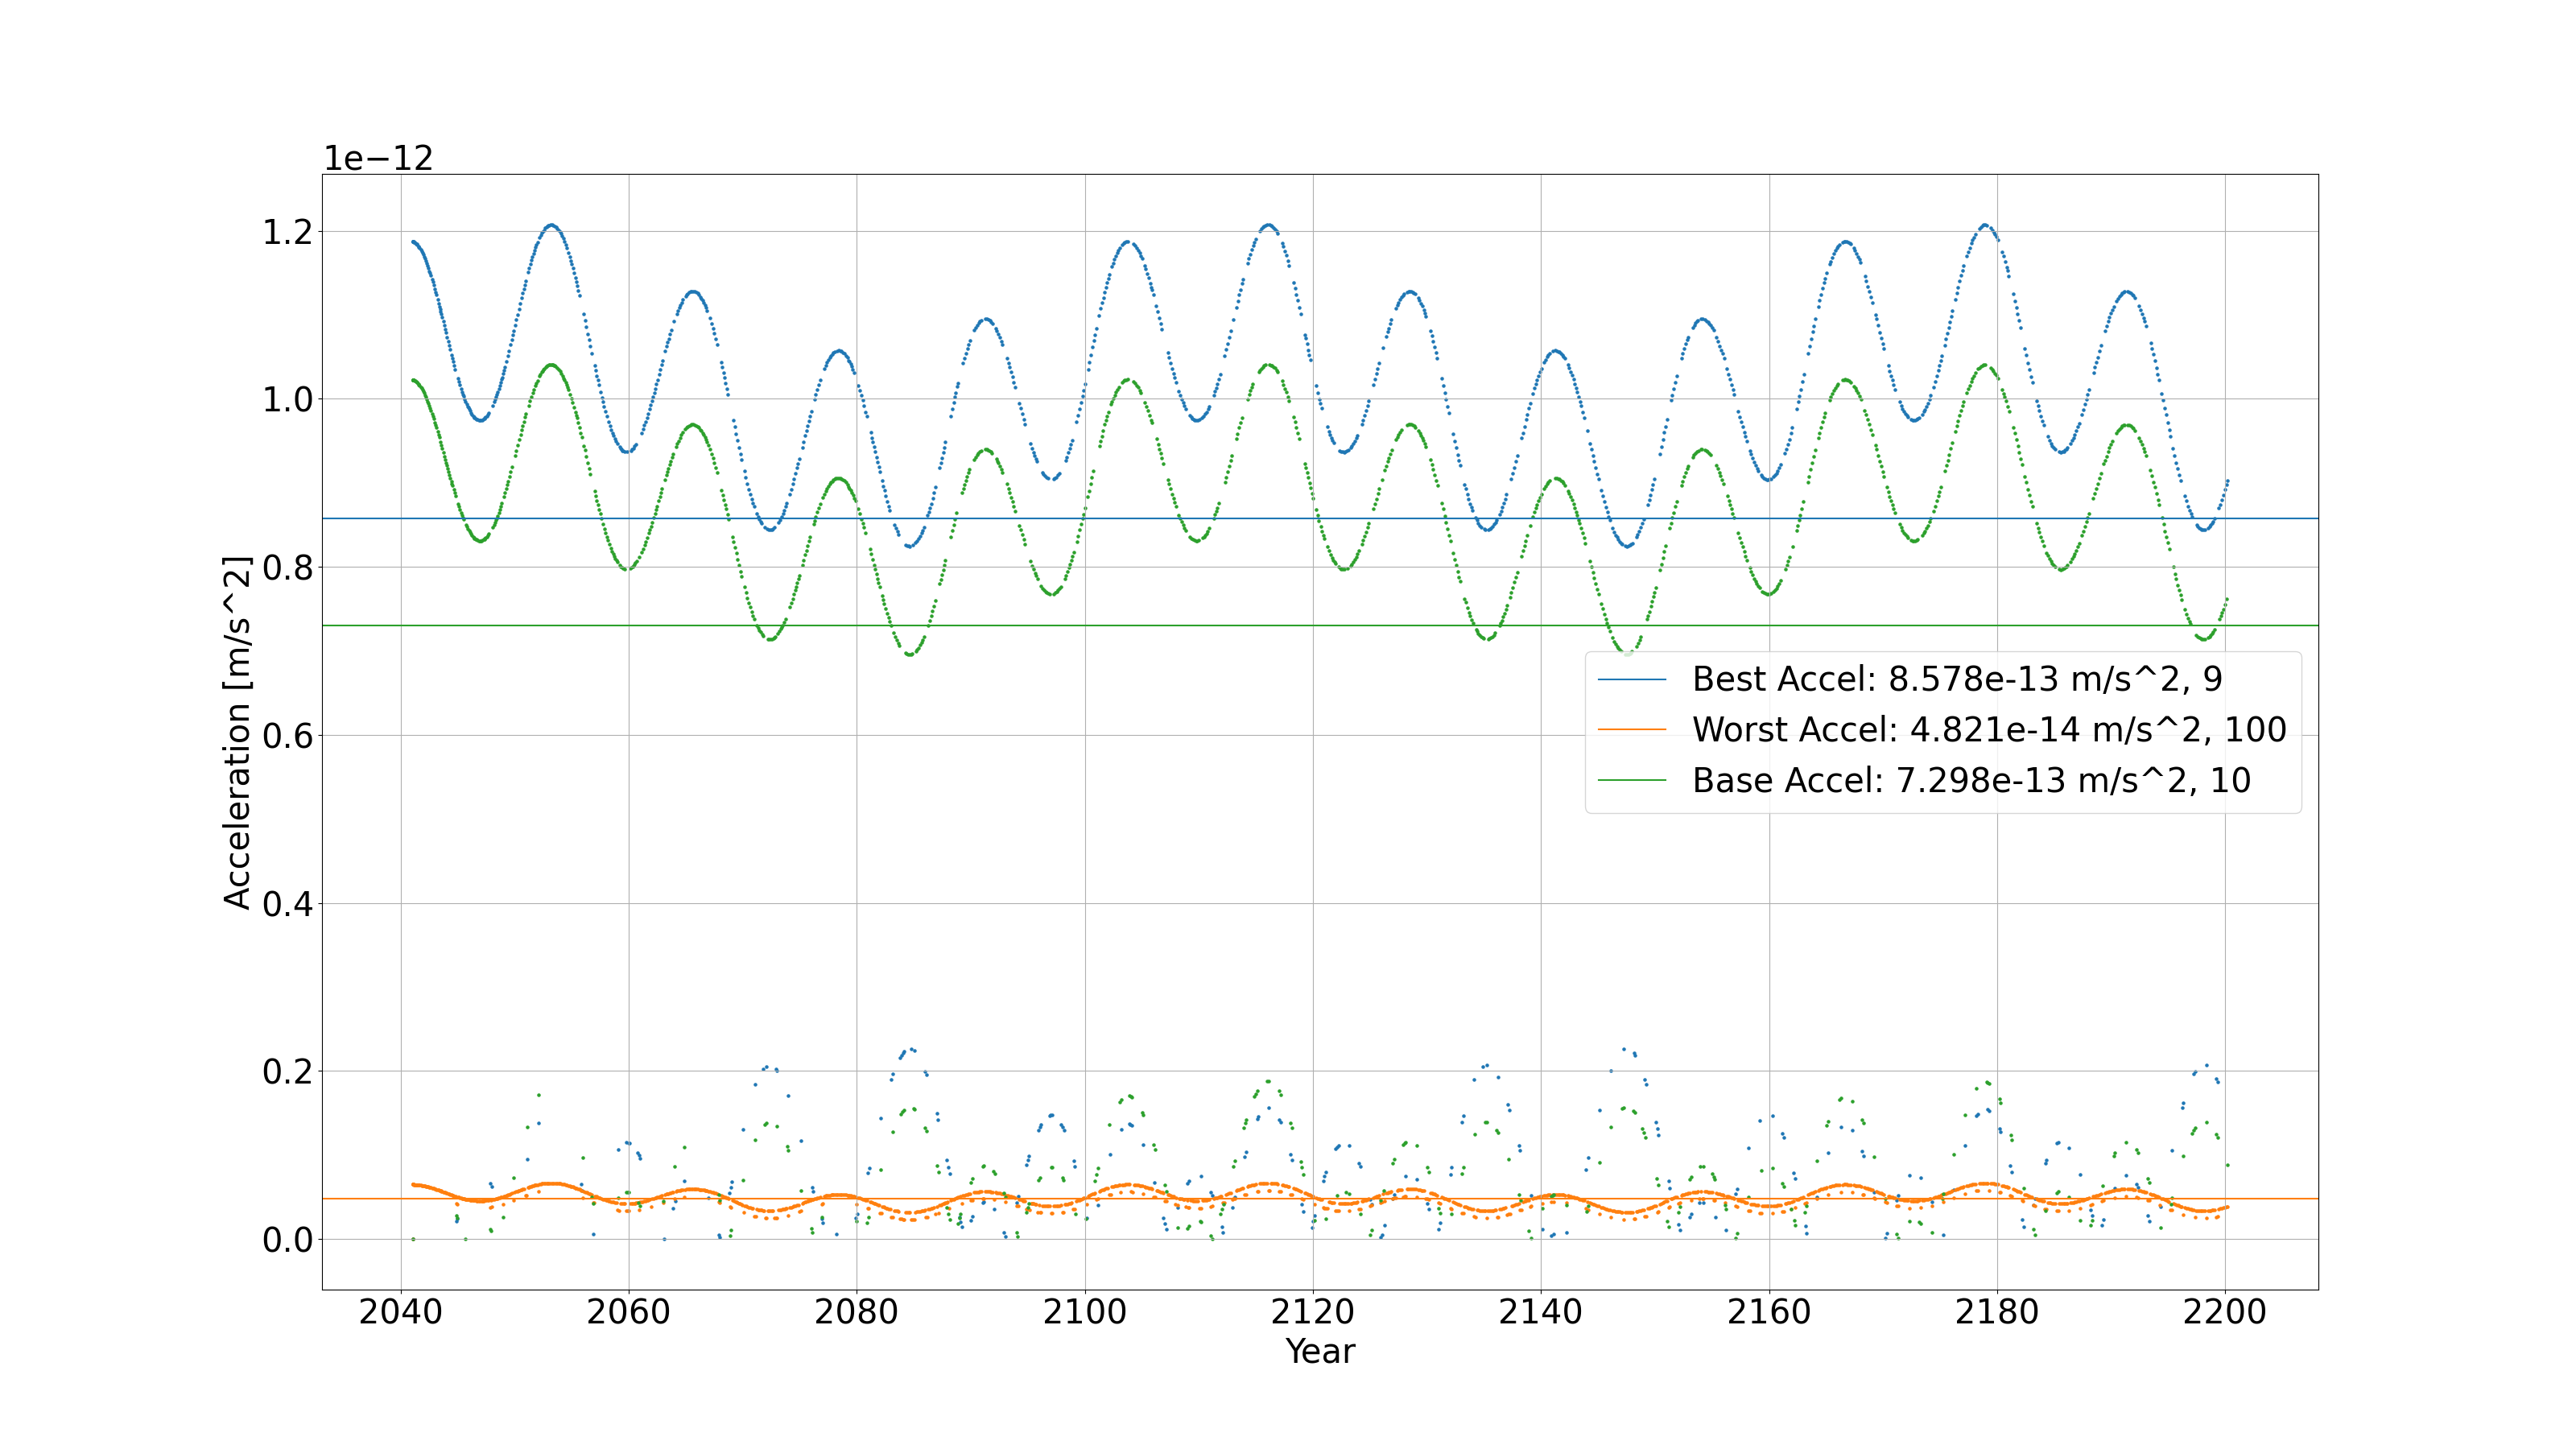 1e−12
1.2
1.0
0.8
0.6
0.4
0.2
0.0
Acceleration [m/s^2]
Best Accel: 8.578e-13 m/s^2, 9
Worst Accel: 4.821e-14 m/s^2, 100
Base Accel: 7.298e-13 m/s^2, 10
2040 2060 2080 2100 2120 2140 2160 2180 2200
Year